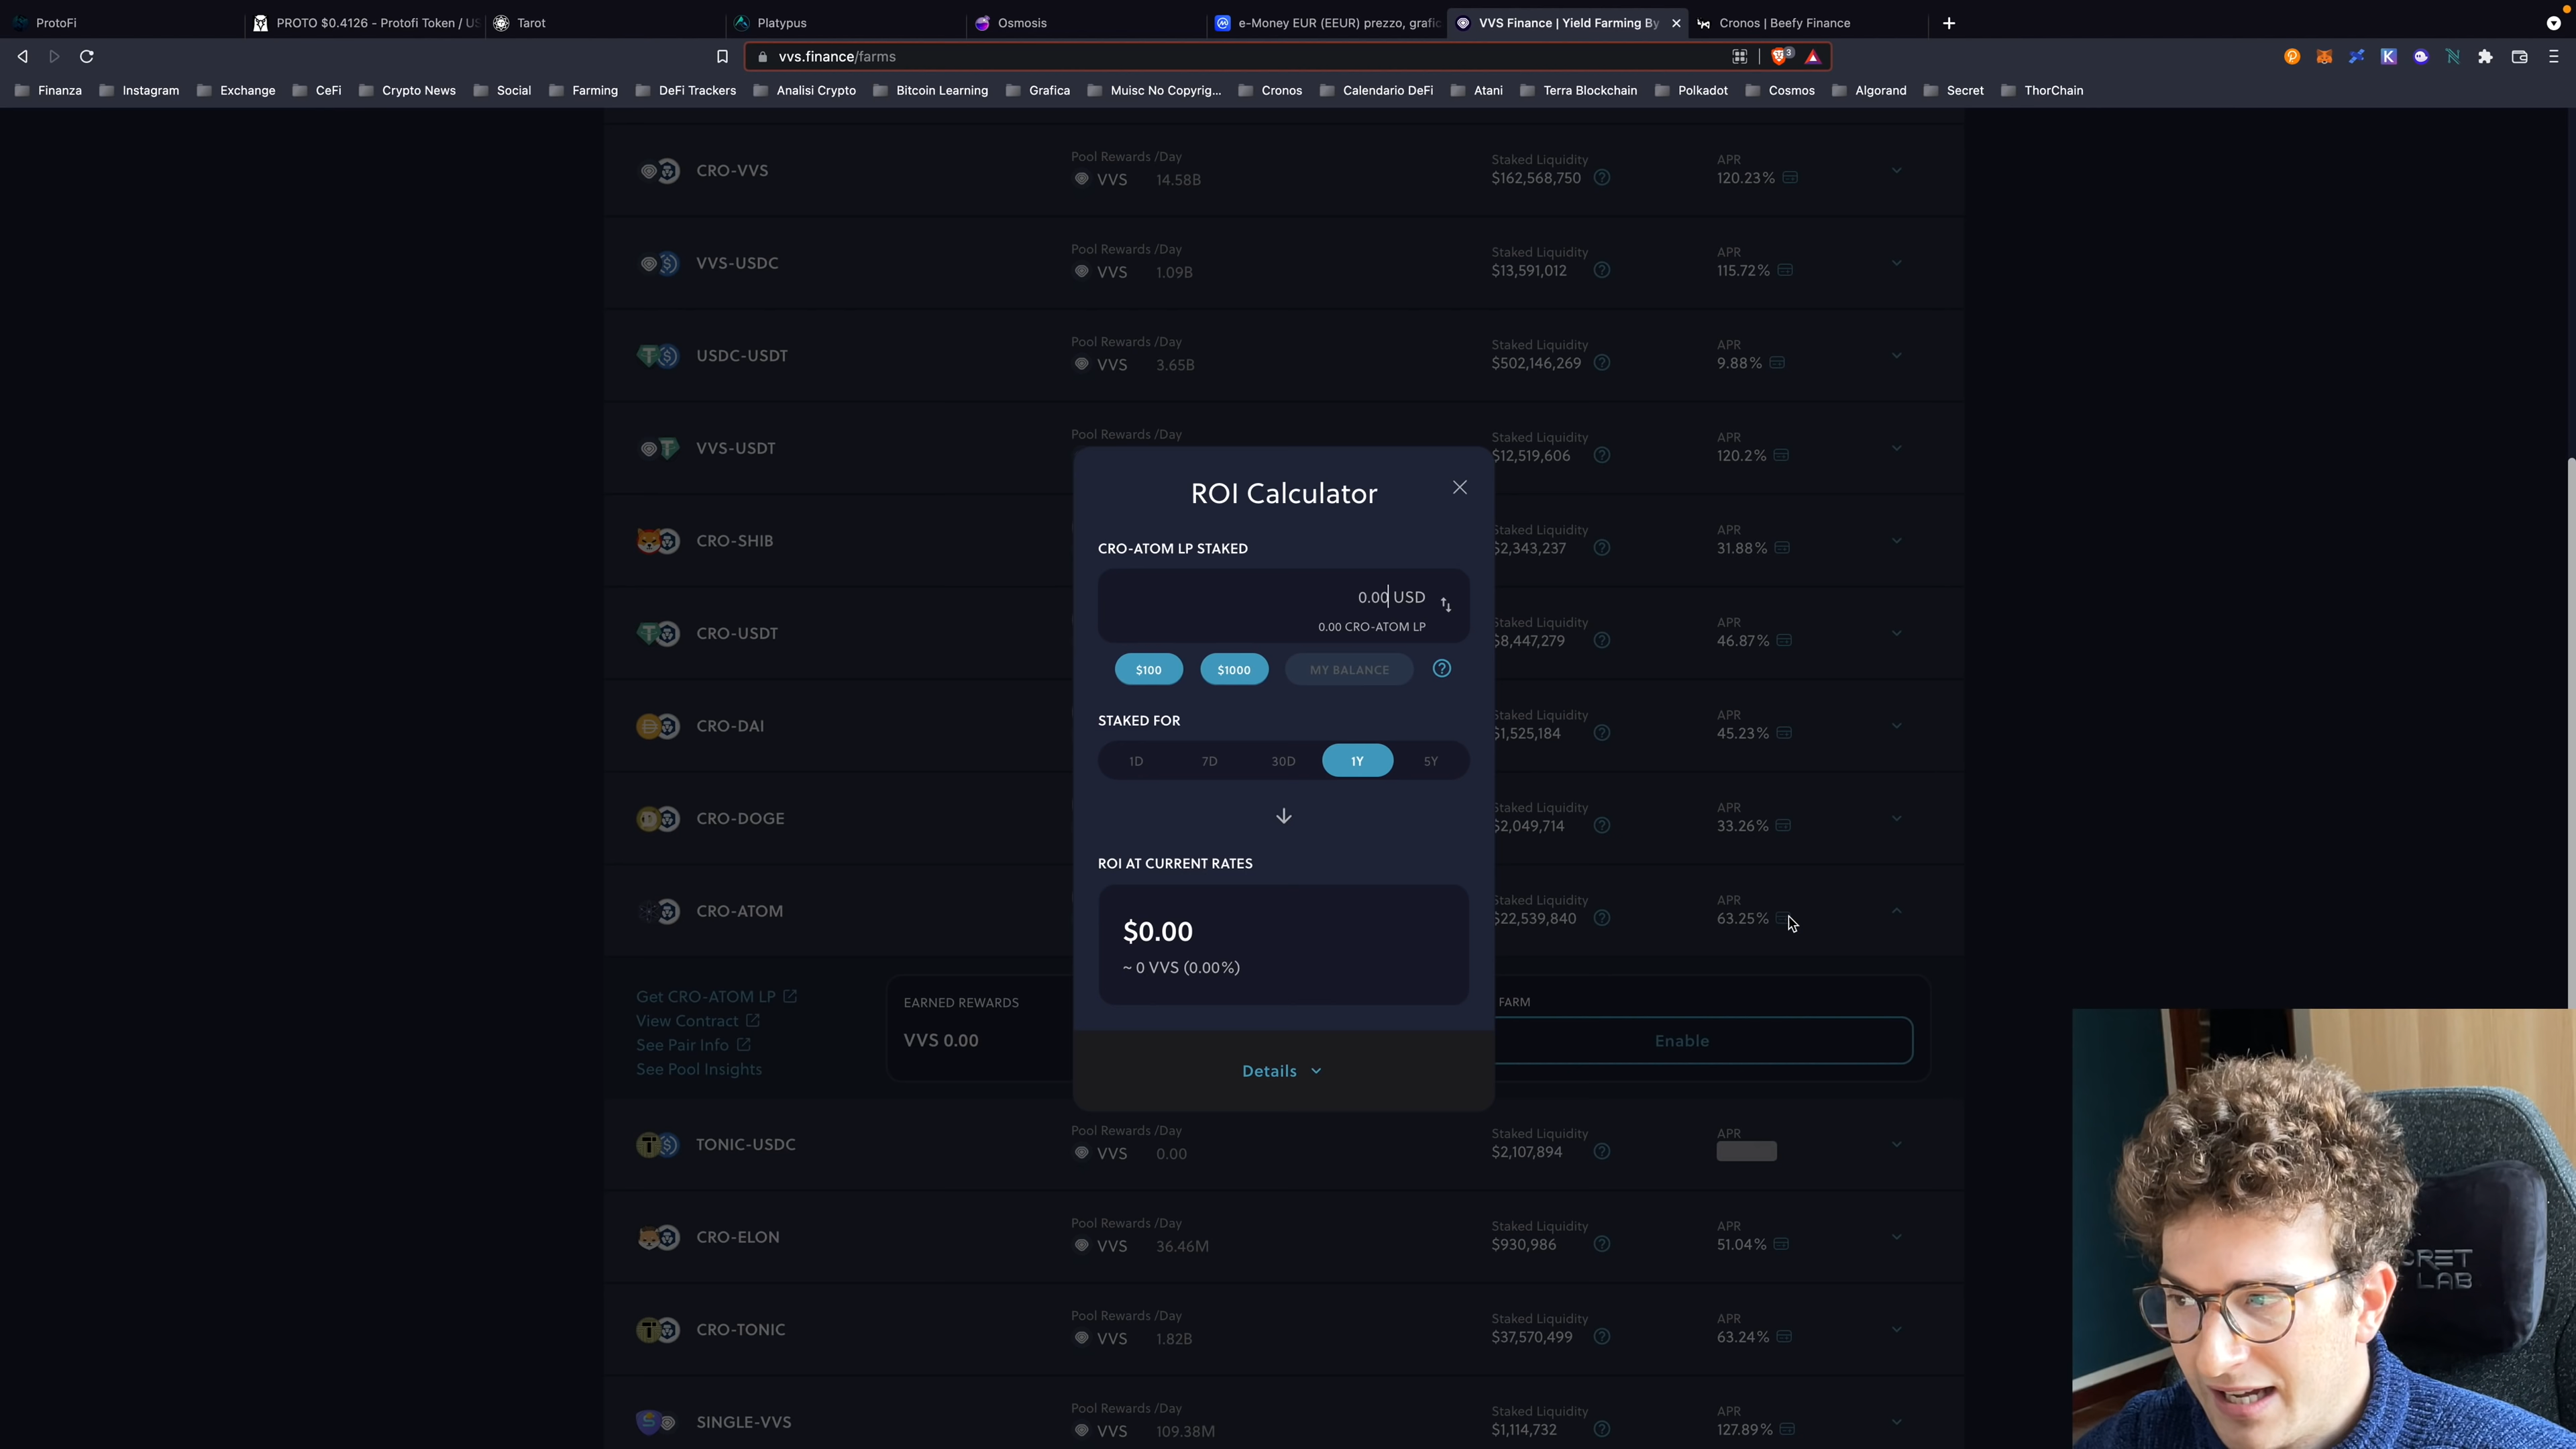 ProtoFi
PROTO $0.4126 - Protofi Token / US
Tarot
Platypus
Osmosis
e-Money EUR (EEUR) prezzo, grafic
VVS Finance | Yield Farming By
Cronos | Beefy Finance
vvs.finance/farms
3
Finanza
Instagram
Exchange
CeFi
Crypto News
Social
Farming
DeFi Trackers
Analisi Crypto
Bitcoin Learning
Grafica
Muisc No Copyrig...
Cronos
Calendario DeFi
Atani
Terra Blockchain
Polkadot
Cosmos
Algorand
Secret
ThorChain
CRO-VVS
Pool Rewards /Day
VVS 14.58B
Staked Liquidity
$162,568,750
APR
120.23%
VVS-USDC
Pool Rewards /Day
VVS 1.09B
Staked Liquidity
$13,591,012
APR
115.72%
USDC-USDT
Pool Rewards /Day
VVS 3.65B
Staked Liquidity
$502,146,269
APR
9.88%
VVS-USDT
Pool Rewards /Day
Staked Liquidity
$12,519,606
APR
120.2%
CRO-SHIB
Staked Liquidity
$2,343,237
APR
31.88%
CRO-USDT
Staked Liquidity
$8,447,279
APR
46.87%
CRO-DAI
Staked Liquidity
$1,525,184
APR
45.23%
CRO-DOGE
Staked Liquidity
$2,049,714
APR
33.26%
CRO-ATOM
Staked Liquidity
$22,539,840
APR
63.25%
ROI Calculator
CRO-ATOM LP STAKED
0.00 USD
0.00 CRO-ATOM LP
$100
$1000
MY BALANCE
STAKED FOR
1D
7D
30D
1Y
5Y
ROI AT CURRENT RATES
$0.00
~ 0 VVS (0.00%)
Details
Get CRO-ATOM LP
View Contract
See Pair Info
See Pool Insights
EARNED REWARDS
VVS 0.00
FARM
Enable
TONIC-USDC
Pool Rewards /Day
VVS 0.00
Staked Liquidity
$2,107,894
APR
CRO-ELON
Pool Rewards /Day
VVS 36.46M
Staked Liquidity
$930,986
APR
51.04%
CRO-TONIC
Pool Rewards /Day
VVS 1.82B
Staked Liquidity
$37,570,499
APR
63.24%
SINGLE-VVS
Pool Rewards /Day
VVS 109.38M
Staked Liquidity
$1,114,732
APR
127.89%
CRET
LAB